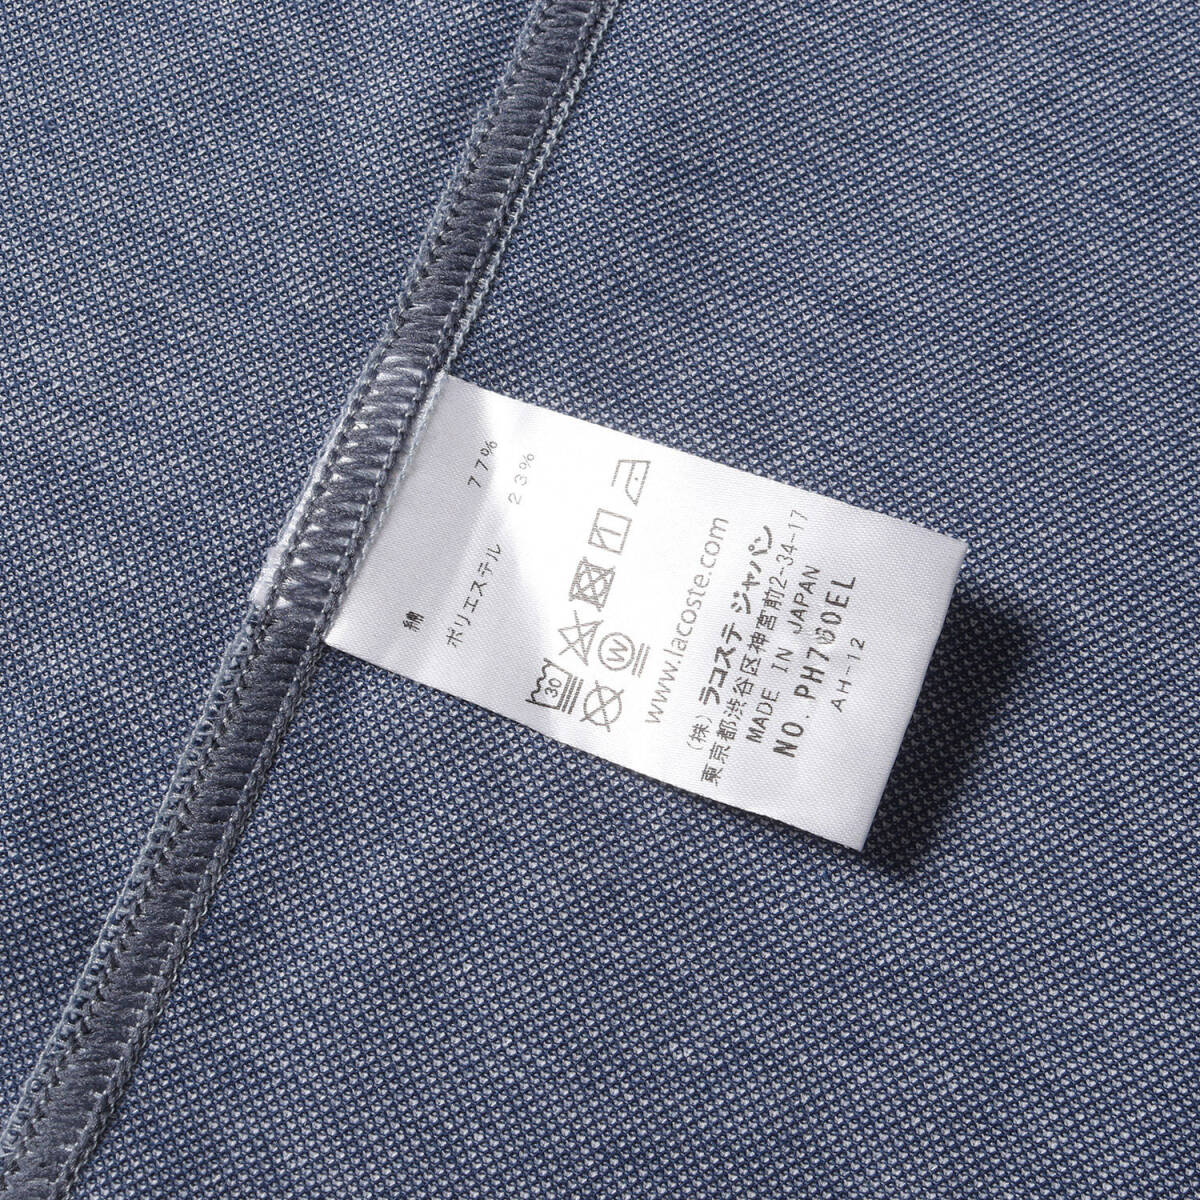 綿 77%
ポリエステル 23%
30
W
www.lacoste.com
(株) ラコステ ジャパン
東京都渋谷区神宮前2-34-17
MADE IN JAPAN
NO. PH760EL
AH-12